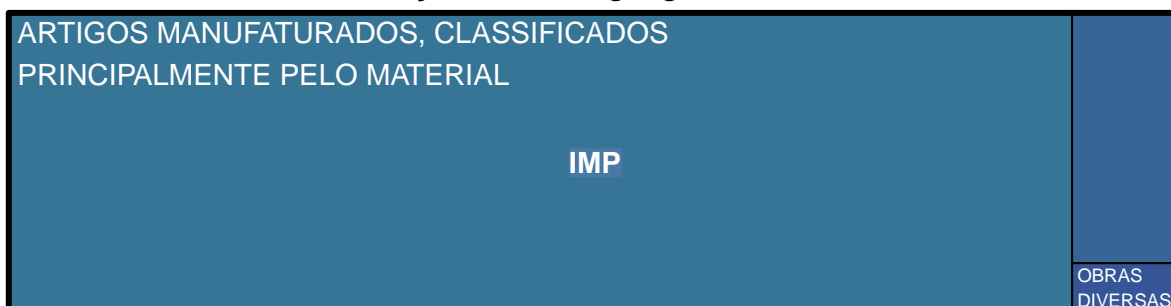 ARTIGOS MANUFATURADOS, CLASSIFICADOS
PRINCIPALMENTE PELO MATERIAL
IMP
OBRAS
DIVERSAS